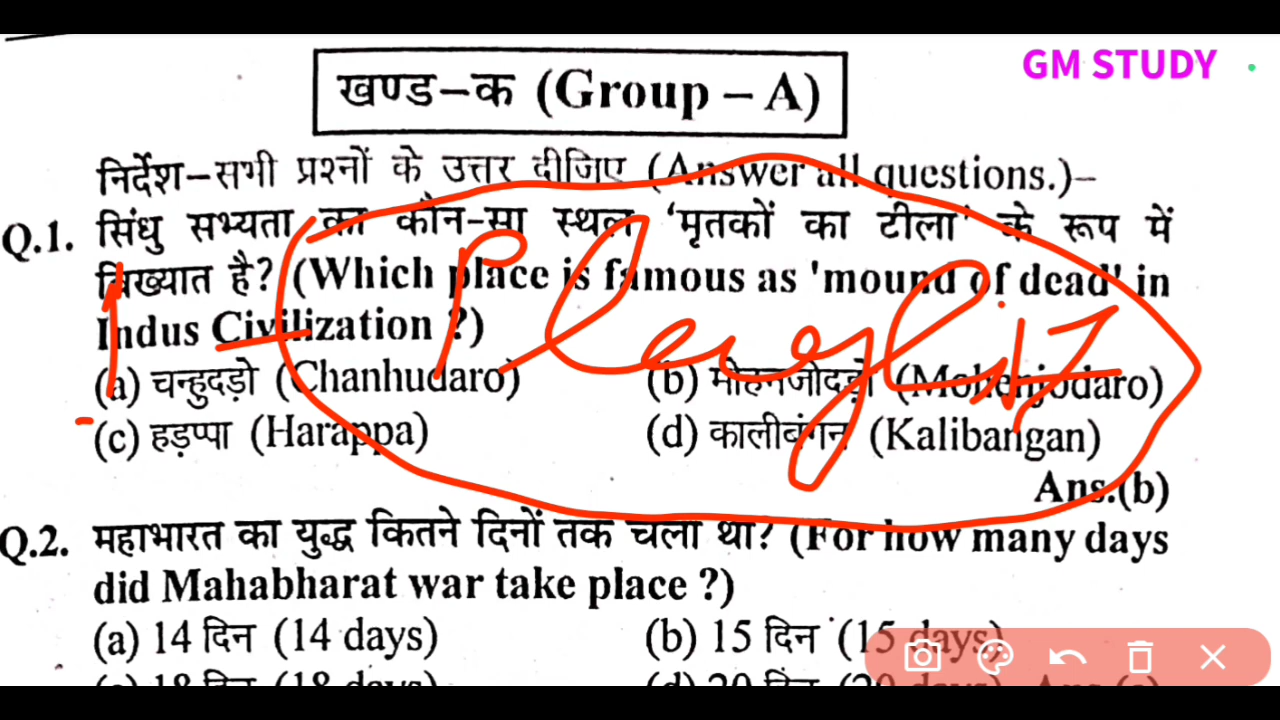 GM STUDY
खण्ड-क (Group – A)
निर्देश-सभी प्रश्नों के उत्तर दीजिए (Answer all questions.)–
Q.1. सिंधु सभ्यता का कौन-सा स्थल 'मृतकों का टीला' के रूप में
विख्यात है? (Which place is famous as 'mound of dead' in
Indus Civilization ?)
(a) चन्हुदड़ो (Chanhudaro) (b) मोहनजोदड़ो (Mohenjodaro)
(c) हड़प्पा (Harappa) (d) कालीबंगन (Kalibangan)
Ans.(b)
Playlist
Q.2. महाभारत का युद्ध कितने दिनों तक चला था? (For how many days
did Mahabharat war take place ?)
(a) 14 दिन (14 days) (b) 15 दिन (15 days)